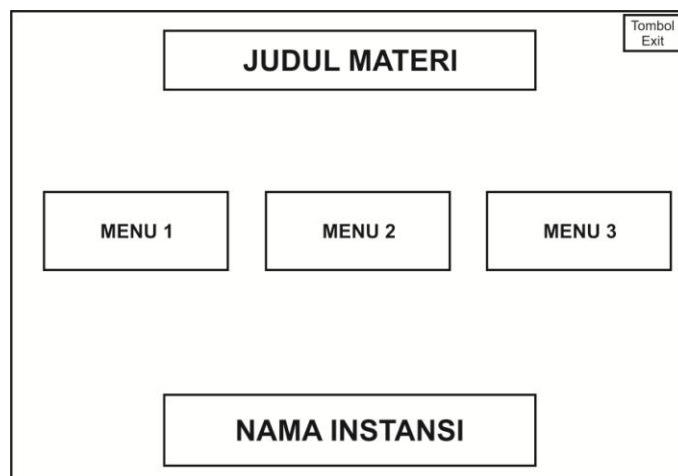 JUDUL MATERI
Tombol
Exit
MENU 1
MENU 2
MENU 3
NAMA INSTANSI